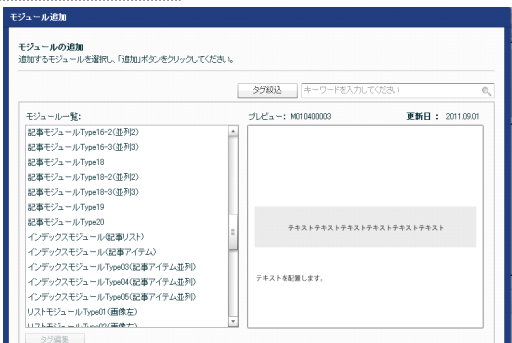 モジュール追加
モジュールの追加
追加するモジュールを選択し、「追加」ボタンをクリックしてください。
タグ絞込
キーワードを入力してください
モジュール一覧:
プレビュー: M010400003
更新日: 2011.09.01
記事モジュールType16-2(並列2)
記事モジュールType16-3(並列3)
記事モジュールType18
記事モジュールType18-2(並列2)
記事モジュールType18-3(並列3)
記事モジュールType19
記事モジュールType20
インデックスモジュール(記事リスト)
インデックスモジュール(記事アイテム)
インデックスモジュールType03(記事アイテム並列)
インデックスモジュールType04(記事アイテム並列)
インデックスモジュールType05(記事アイテム並列)
リストモジュールType01(画像左)
リストモジュールType02(画像左)
テキストテキストテキストテキストテキストテキスト
テキストを配置します。
タグ編集